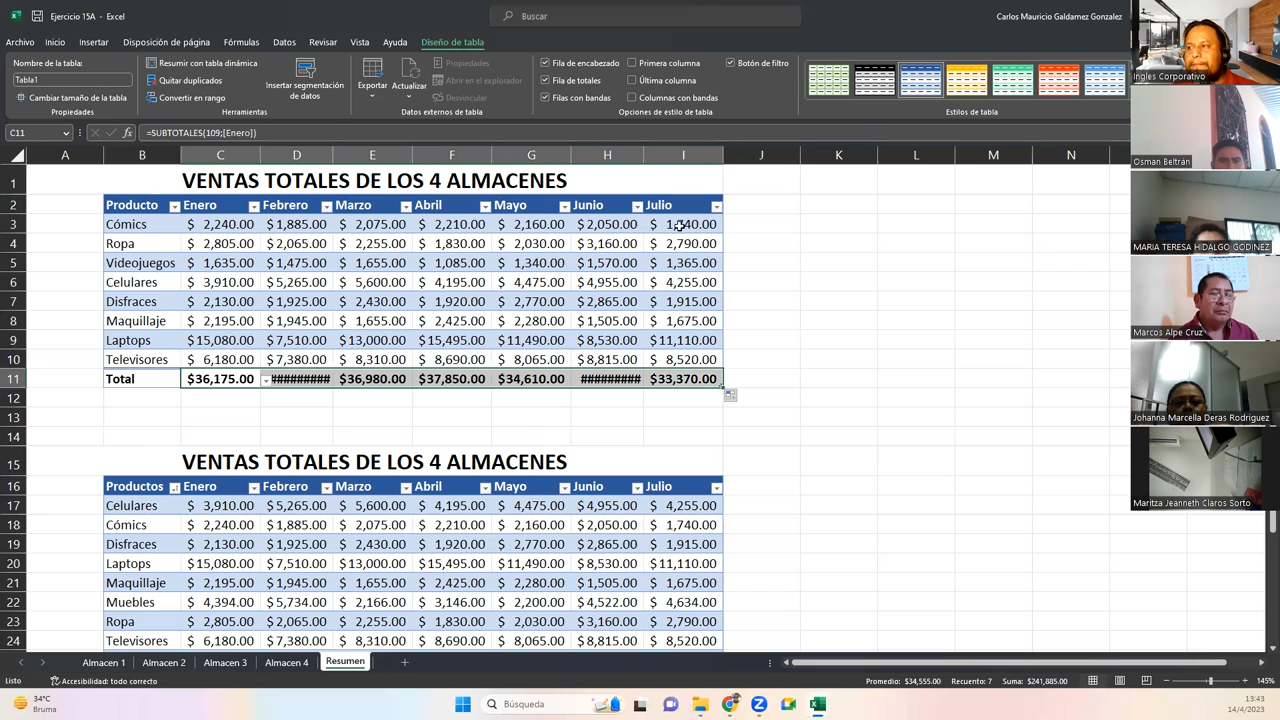 Ejercicio 15A - Excel
Buscar
Carlos Mauricio Galdamez Gonzalez
Archivo Inicio Insertar Disposición de página Fórmulas Datos Revisar Vista Ayuda Diseño de tabla
Nombre de la tabla:
Tabla1
Cambiar tamaño de la tabla
Propiedades
Resumir con tabla dinámica
Quitar duplicados
Convertir en rango
Insertar segmentación de datos
Herramientas
Exportar Actualizar
Propiedades
Abrir en el explorador
Desvincular
Datos externos de tabla
Fila de encabezado Primera columna Botón de filtro
Fila de totales Última columna
Filas con bandas Columnas con bandas
Opciones de estilo de tabla
Estilos de tabla
C11 fx =SUBTOTALES(109;[Enero])
A B C D E F G H I J K L M N
1 VENTAS TOTALES DE LOS 4 ALMACENES
2 Producto Enero Febrero Marzo Abril Mayo Junio Julio
3 Cómics $ 2,240.00 $1,885.00 $ 2,075.00 $ 2,210.00 $ 2,160.00 $2,050.00 $ 1,740.00
4 Ropa $ 2,805.00 $2,065.00 $ 2,255.00 $ 1,830.00 $ 2,030.00 $3,160.00 $ 2,790.00
5 Videojuegos $ 1,635.00 $1,475.00 $ 1,655.00 $ 1,085.00 $ 1,340.00 $1,570.00 $ 1,365.00
6 Celulares $ 3,910.00 $5,265.00 $ 5,600.00 $ 4,195.00 $ 4,475.00 $4,955.00 $ 4,255.00
7 Disfraces $ 2,130.00 $1,925.00 $ 2,430.00 $ 1,920.00 $ 2,770.00 $2,865.00 $ 1,915.00
8 Maquillaje $ 2,195.00 $1,945.00 $ 1,655.00 $ 2,425.00 $ 2,280.00 $1,505.00 $ 1,675.00
9 Laptops $15,080.00 $7,510.00 $13,000.00 $15,495.00 $11,490.00 $8,530.00 $11,110.00
10 Televisores $ 6,180.00 $7,380.00 $ 8,310.00 $ 8,690.00 $ 8,065.00 $8,815.00 $ 8,520.00
11 Total $36,175.00 ######### $36,980.00 $37,850.00 $34,610.00 ######### $33,370.00
12
13
14
15 VENTAS TOTALES DE LOS 4 ALMACENES
16 Productos Enero Febrero Marzo Abril Mayo Junio Julio
17 Celulares $ 3,910.00 $5,265.00 $ 5,600.00 $ 4,195.00 $ 4,475.00 $4,955.00 $ 4,255.00
18 Cómics $ 2,240.00 $1,885.00 $ 2,075.00 $ 2,210.00 $ 2,160.00 $2,050.00 $ 1,740.00
19 Disfraces $ 2,130.00 $1,925.00 $ 2,430.00 $ 1,920.00 $ 2,770.00 $2,865.00 $ 1,915.00
20 Laptops $15,080.00 $7,510.00 $13,000.00 $15,495.00 $11,490.00 $8,530.00 $11,110.00
21 Maquillaje $ 2,195.00 $1,945.00 $ 1,655.00 $ 2,425.00 $ 2,280.00 $1,505.00 $ 1,675.00
22 Muebles $ 4,394.00 $5,734.00 $ 2,166.00 $ 3,146.00 $ 2,200.00 $4,522.00 $ 4,634.00
23 Ropa $ 2,805.00 $2,065.00 $ 2,255.00 $ 1,830.00 $ 2,030.00 $3,160.00 $ 2,790.00
24 Televisores $ 6,180.00 $7,380.00 $ 8,310.00 $ 8,690.00 $ 8,065.00 $8,815.00 $ 8,520.00
Almacen 1 Almacen 2 Almacen 3 Almacen 4 Resumen
Listo Accesibilidad: todo correcto Promedio: $34,555.00 Recuento: 7 Suma: $241,885.00 145%
34°C
Bruma
Búsqueda
13:43
14/4/2023
Ingles Corporativo
Osman Beltrán
MARIA TERESA HIDALGO GODINEZ
Marcos Alpe Cruz
Johanna Marcella Deras Rodriguez
Maritza Jeanneth Claros Sorto